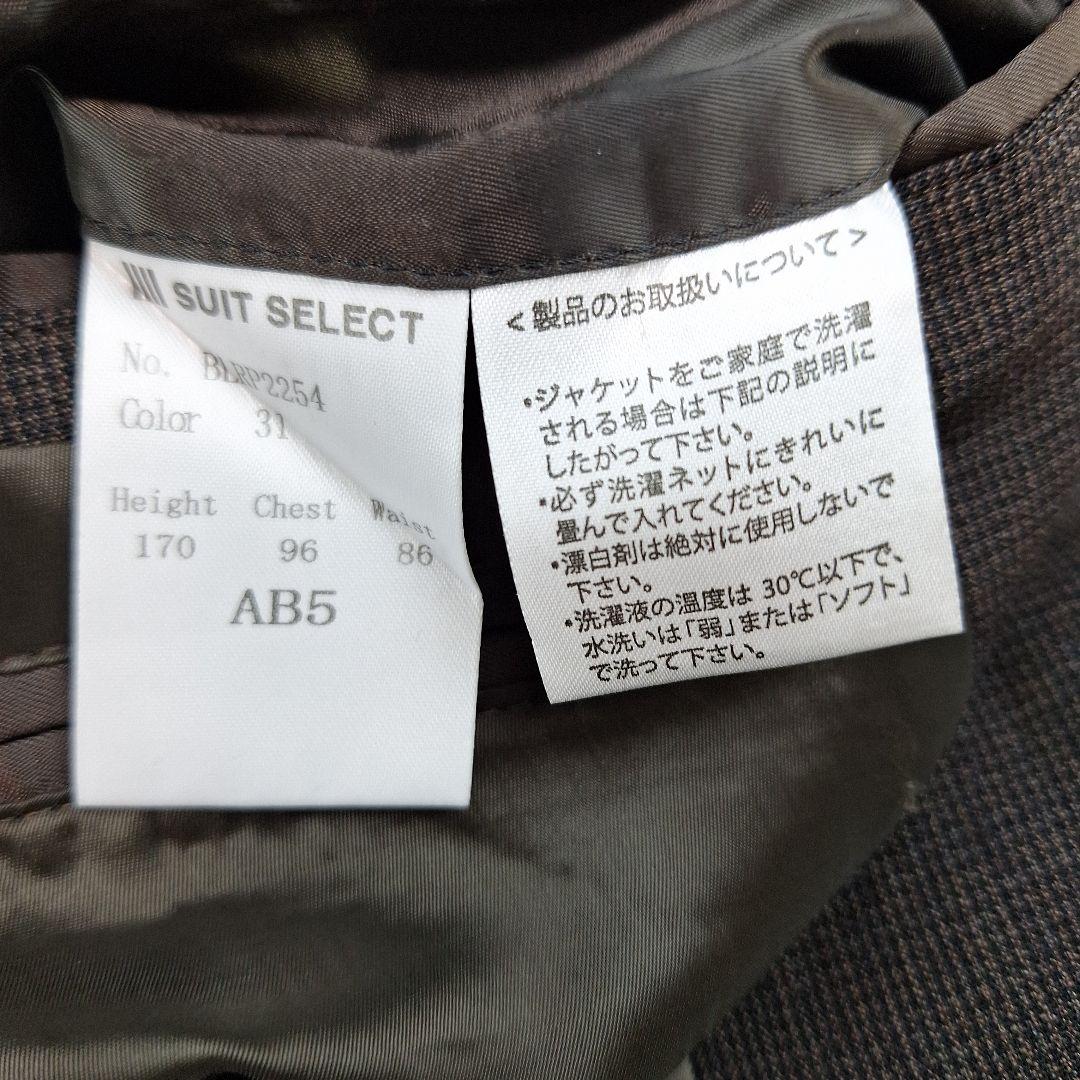 SUIT SELECT
No. BLRP2254
Color 31
Height Chest Waist
170 96 86
AB5
<製品のお取扱いについて>
・ジャケットをご家庭で洗濯
される場合は下記の説明に
したがって下さい。
・必ず洗濯ネットにきれいに
畳んで入れてください。
・漂白剤は絶対に使用しないで
下さい。
・洗濯液の温度は30℃以下で、
水洗いは「弱」または「ソフト」
で洗って下さい。